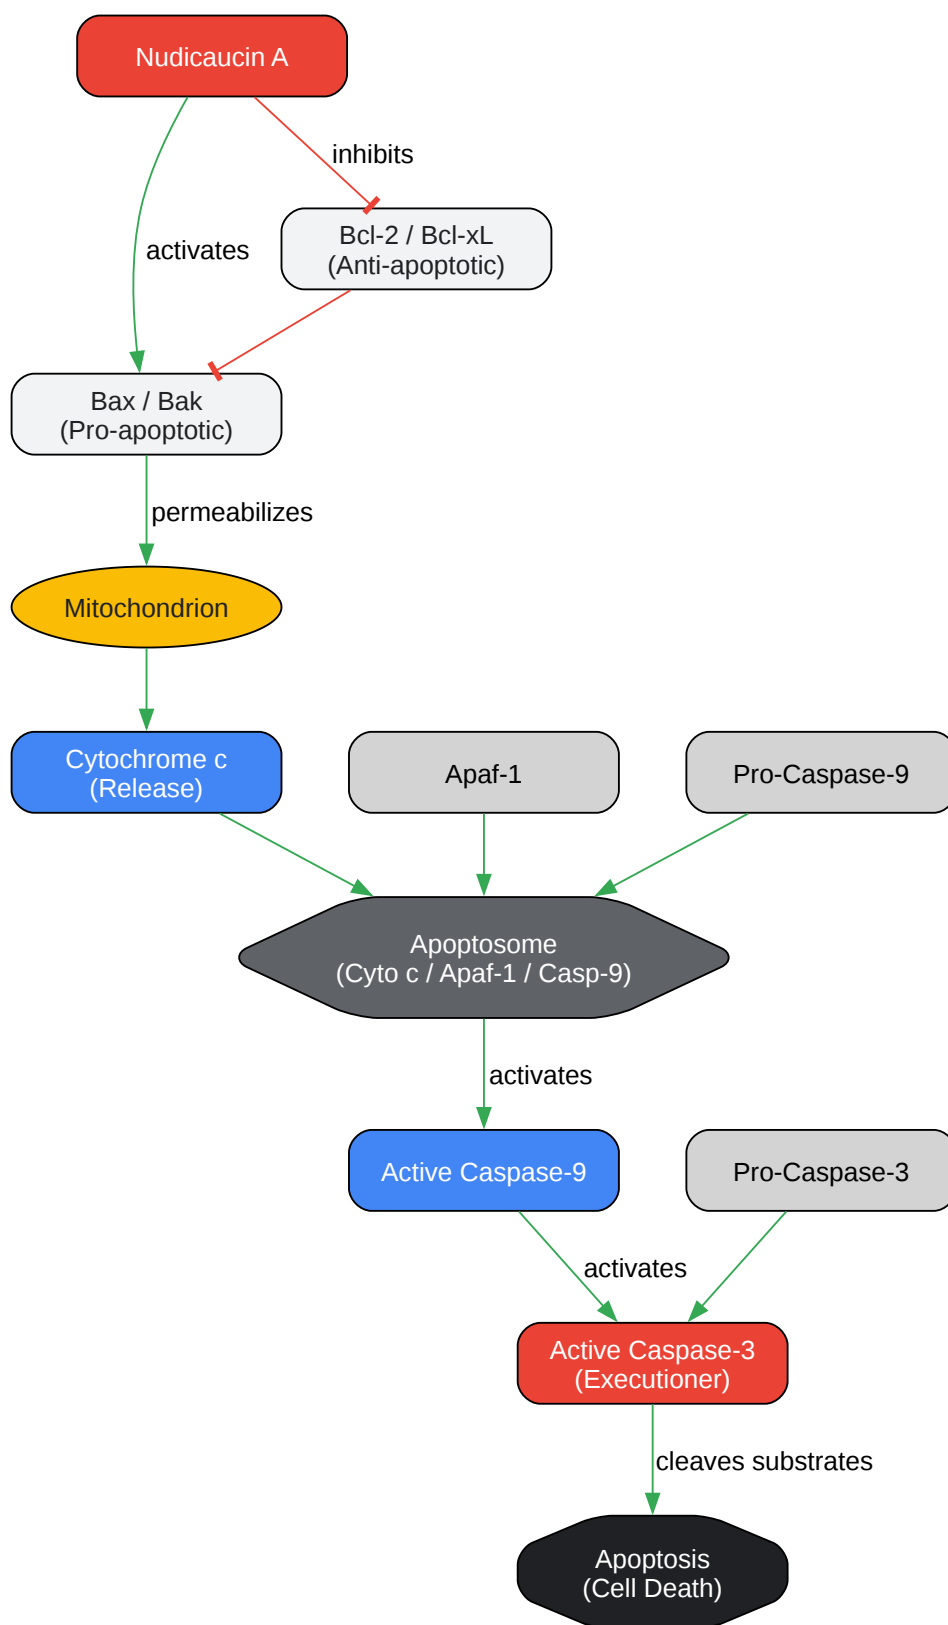 Nudicaucin A
inhibits
Bcl-2 / Bcl-xL
(Anti-apoptotic)
activates
Bax / Bak
(Pro-apoptotic)
permeabilizes
Mitochondrion
Cytochrome c
(Release)
Apaf-1
Pro-Caspase-9
Apoptosome
(Cyto c / Apaf-1 / Casp-9)
activates
Active Caspase-9
Pro-Caspase-3
activates
Active Caspase-3
(Executioner)
cleaves substrates
Apoptosis
(Cell Death)